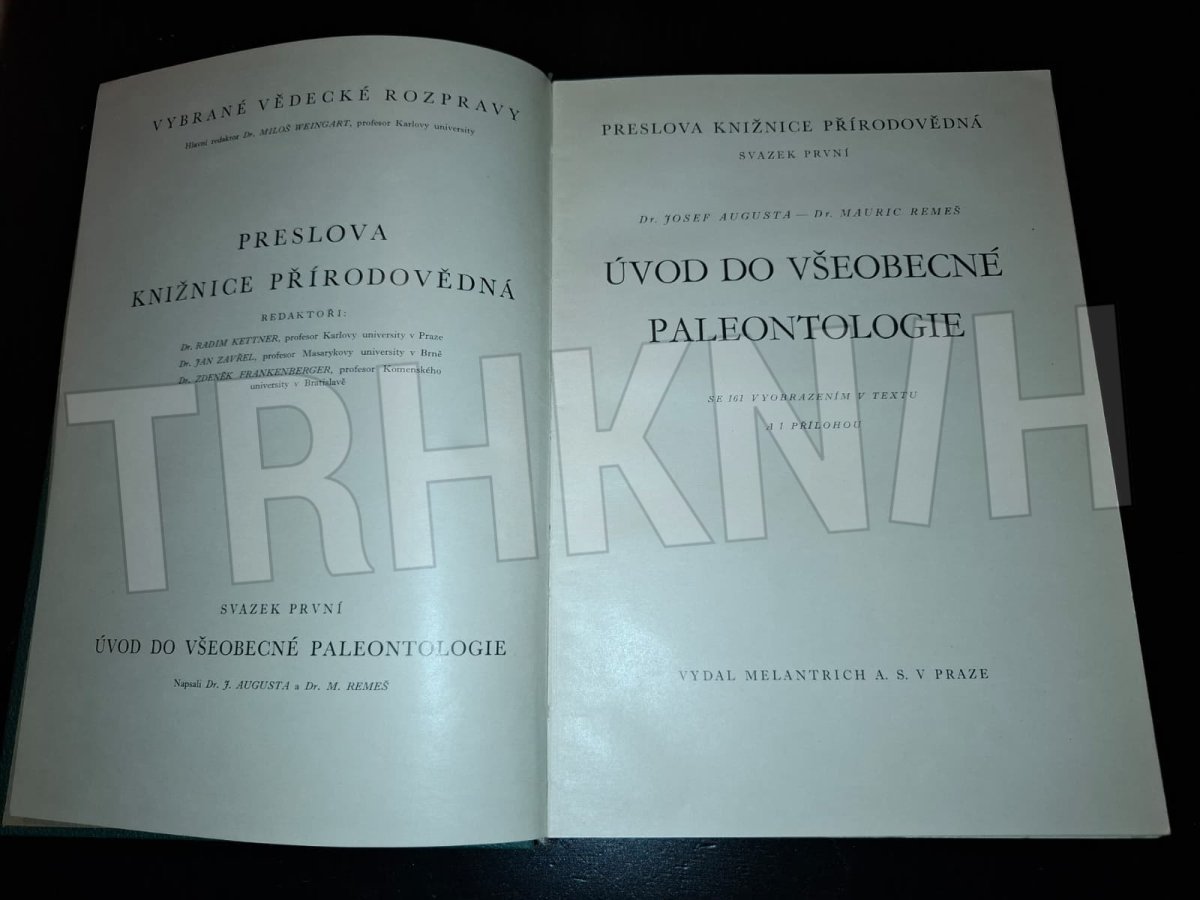 VYBRANÉ VĚDECKÉ ROZPRAVY
Hlavní redaktor Dr. MILOŠ WEINGART, profesor Karlovy university
PRESLOVA
KNIŽNICE PŘÍRODOVĚDNÁ
REDAKTOŘI:
Dr. RADIM KETTNER, profesor Karlovy university v Praze
Dr. JAN ZAVŘEL, profesor Masarykovy university v Brně
Dr. ZDENĚK FRANKENBERGER, profesor Komenského
university v Bratislavě
SVAZEK PRVNÍ
ÚVOD DO VŠEOBECNÉ PALEONTOLOGIE
Napsali Dr. J. AUGUSTA a Dr. M. REMEŠ
PRESLOVA KNIŽNICE PŘÍRODOVĚDNÁ
SVAZEK PRVNÍ
Dr. JOSEF AUGUSTA — Dr. MAURIC REMEŠ
ÚVOD DO VŠEOBECNÉ
PALEONTOLOGIE
SE 161 VYOBRAZENÍM V TEXTU
A 1 PŘÍLOHOU
VYDAL MELANTRICH A. S. V PRAZE
TRHKNIH